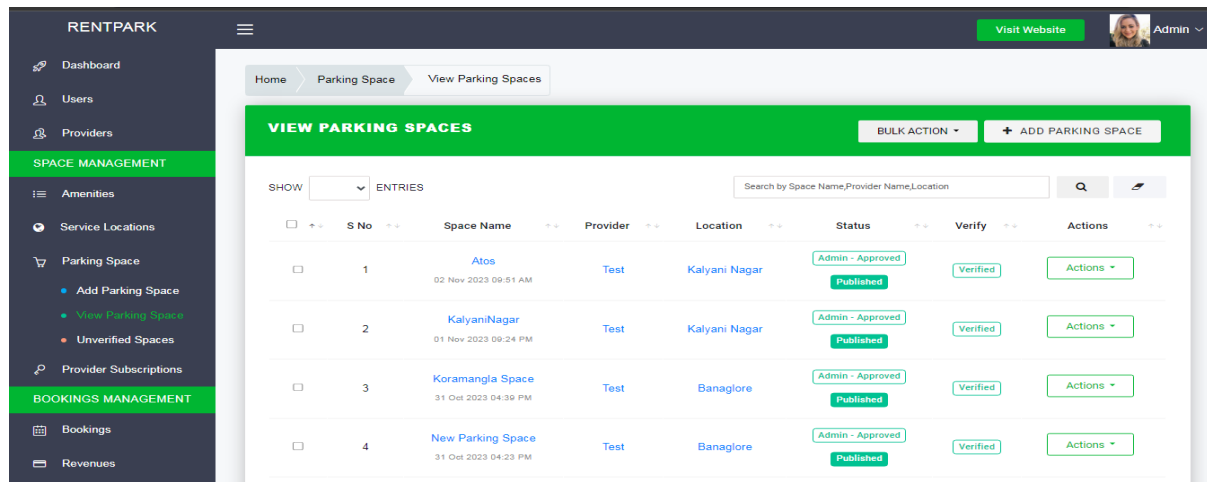 RENTPARK
Visit Website
Admin
Dashboard
Users
Providers
SPACE MANAGEMENT
Amenities
Service Locations
Parking Space
Add Parking Space
View Parking Space
Unverified Spaces
Provider Subscriptions
BOOKINGS MANAGEMENT
Bookings
Revenues
Home Parking Space View Parking Spaces
VIEW PARKING SPACES
BULK ACTION
+ ADD PARKING SPACE
SHOW ENTRIES
Search by Space Name,Provider Name,Location
S No Space Name Provider Location Status Verify Actions
1 Atos Test Kalyani Nagar Admin - Approved Verified Actions
02 Nov 2023 09:51 AM Published
2 KalyaniNagar Test Kalyani Nagar Admin - Approved Verified Actions
01 Nov 2023 09:24 PM Published
3 Koramangla Space Test Banaglore Admin - Approved Verified Actions
31 Oct 2023 04:39 PM Published
4 New Parking Space Test Banaglore Admin - Approved Verified Actions
31 Oct 2023 04:23 PM Published